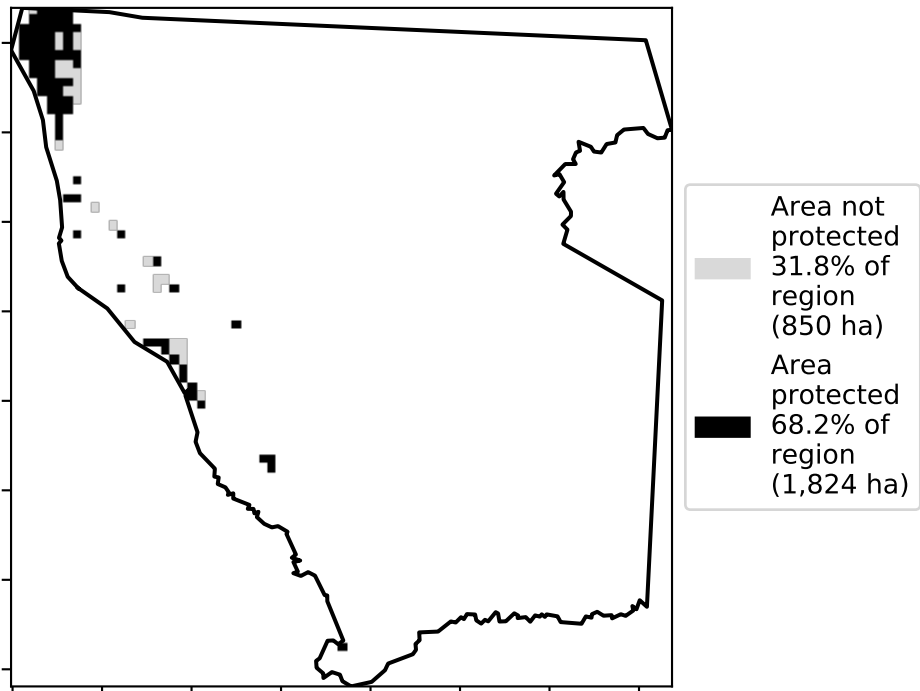 Area not
protected
31.8% of
region
(850 ha)
Area
protected
68.2% of
region
(1,824 ha)